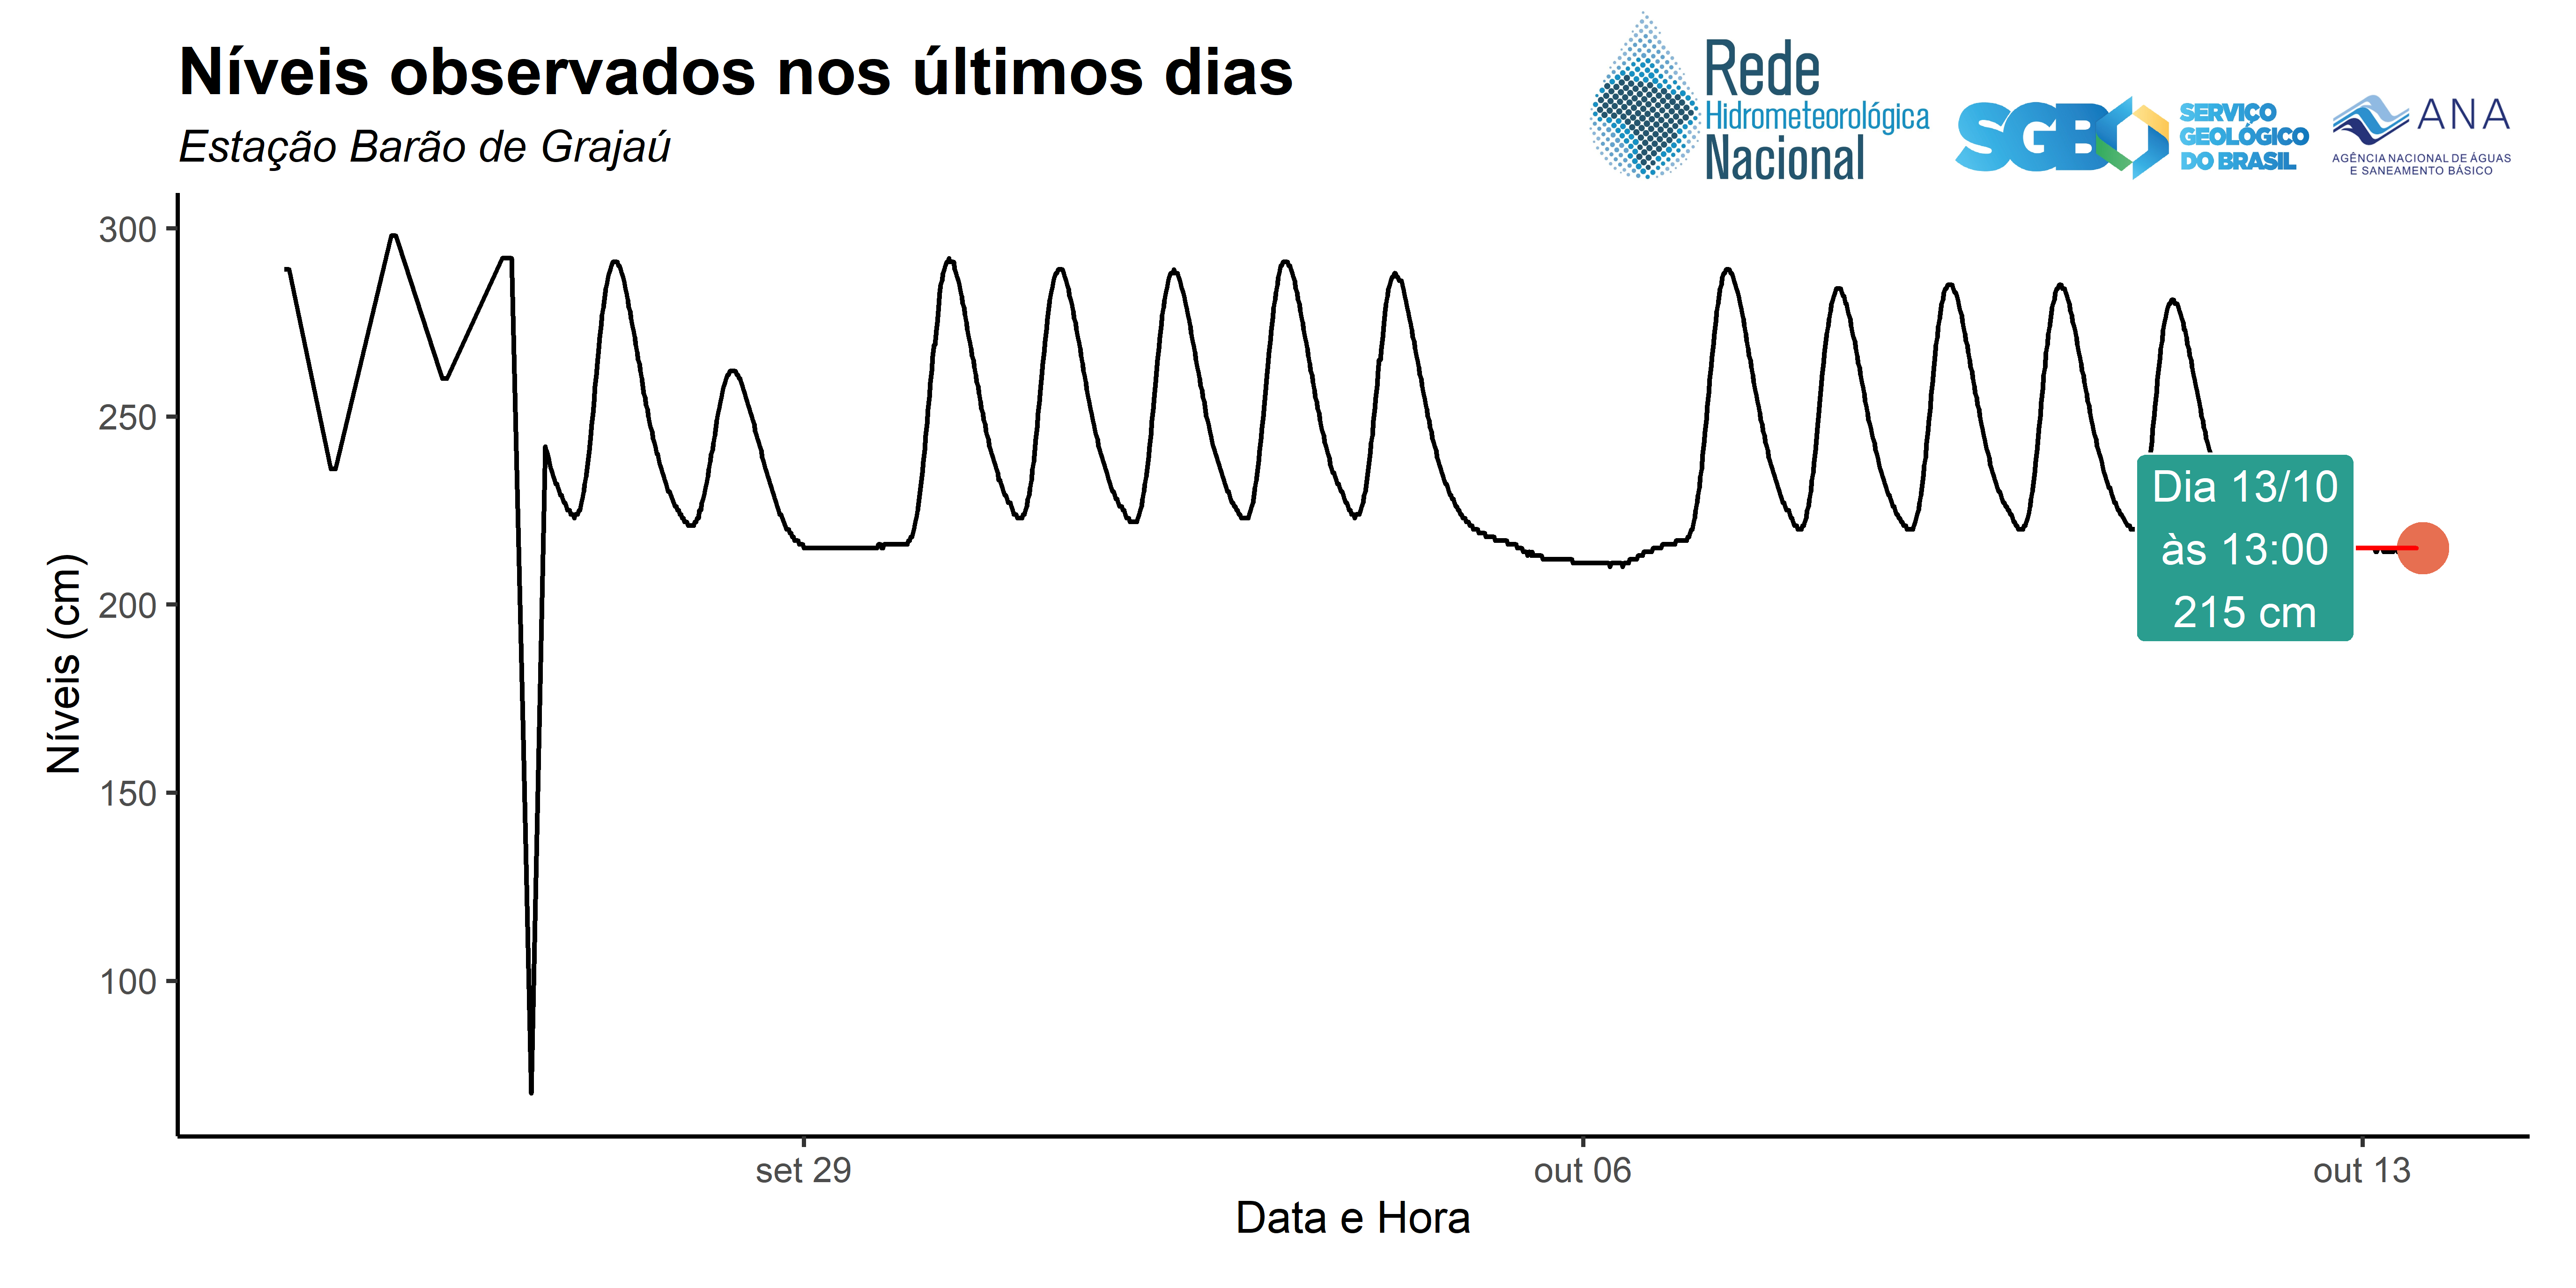 Níveis observados nos últimos dias
Estação Barão de Grajaú
Rede
Hidrometeorológica
Nacional
SGB
SERVIÇO
GEOLÓGICO
DO BRASIL
ANA
AGÊNCIA NACIONAL DE ÁGUAS
E SANEAMENTO BÁSICO
Níveis (cm)
300
250
200
150
100
Dia 13/10
às 13:00
215 cm
set 29
out 06
out 13
Data e Hora